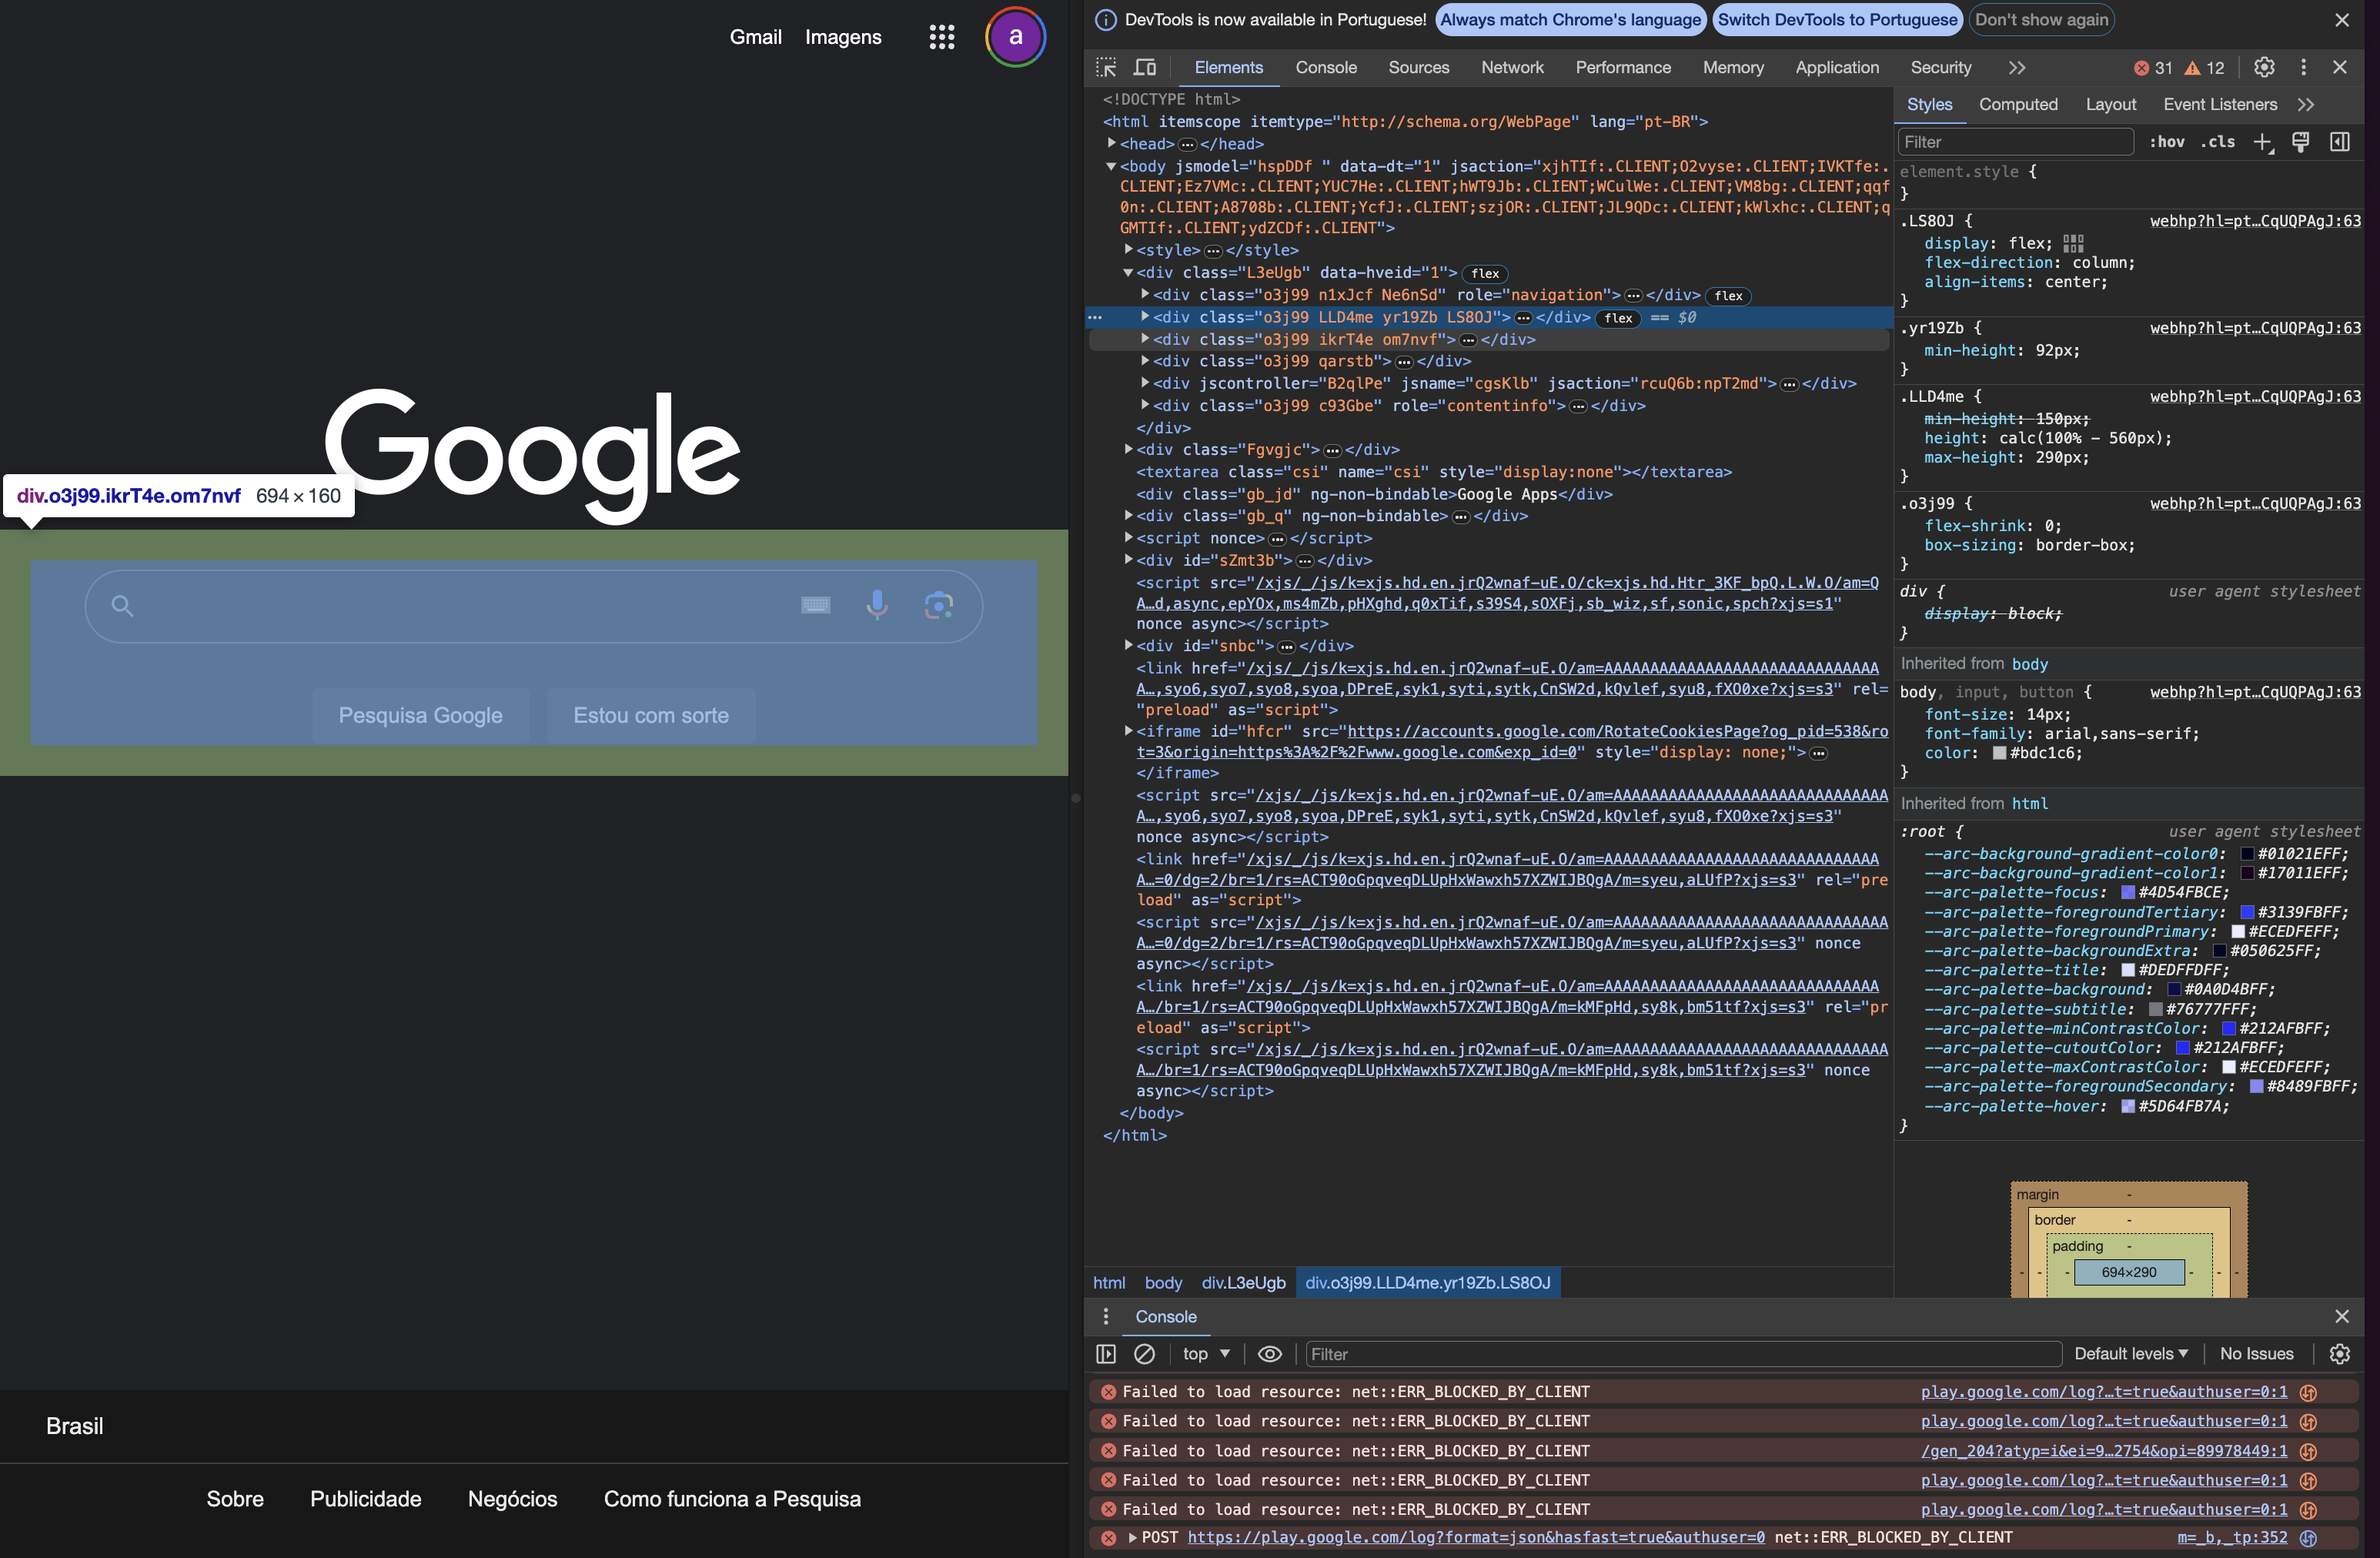 Gmail Imagens a
Google
div.o3j99.ikrT4e.om7nvf 694 × 160
Pesquisa Google Estou com sorte
Brasil
Sobre Publicidade Negócios Como funciona a Pesquisa
DevTools is now available in Portuguese! Always match Chrome's language Switch DevTools to Portuguese Don't show again
Elements Console Sources Network Performance Memory Application Security 31 12
<!DOCTYPE html>
<html itemscope itemtype="http://schema.org/WebPage" lang="pt-BR">
<head>…</head>
<body jsmodel="hspDDf " data-dt="1" jsaction="xjhTIf:.CLIENT;O2vyse:.CLIENT;IVKTfe:.
CLIENT;Ez7VMc:.CLIENT;YUC7He:.CLIENT;hWT9Jb:.CLIENT;WCulWe:.CLIENT;VM8bg:.CLIENT;qqf
0n:.CLIENT;A8708b:.CLIENT;YcfJ:.CLIENT;szjOR:.CLIENT;JL9QDc:.CLIENT;kWlxhc:.CLIENT;q
GMTIf:.CLIENT;ydZCDf:.CLIENT">
<style>…</style>
<div class="L3eUgb" data-hveid="1"> flex
<div class="o3j99 n1xJcf Ne6nSd" role="navigation">…</div> flex
<div class="o3j99 LLD4me yr19Zb LS8OJ">…</div> flex == $0
<div class="o3j99 ikrT4e om7nvf">…</div>
<div class="o3j99 qarstb">…</div>
<div jscontroller="B2qlPe" jsname="cgsKlb" jsaction="rcuQ6b:npT2md">…</div>
<div class="o3j99 c93Gbe" role="contentinfo">…</div>
</div>
<div class="Fgvgjc">…</div>
<textarea class="csi" name="csi" style="display:none"></textarea>
<div class="gb_jd" ng-non-bindable>Google Apps</div>
<div class="gb_q" ng-non-bindable>…</div>
<script nonce>…</script>
<div id="sZmt3b">…</div>
<script src="/xjs/_/js/k=xjs.hd.en.jrQ2wnaf-uE.O/ck=xjs.hd.Htr_3KF_bpQ.L.W.O/am=Q
A…d,async,epYOx,ms4mZb,pHXghd,q0xTif,s39S4,sOXFj,sb_wiz,sf,sonic,spch?xjs=s1"
nonce async></script>
<div id="snbc">…</div>
<link href="/xjs/_/js/k=xjs.hd.en.jrQ2wnaf-uE.O/am=AAAAAAAAAAAAAAAAAAAAAAAAAAAAAA
A…,syo6,syo7,syo8,syoa,DPreE,syk1,syti,sytk,CnSW2d,kQvlef,syu8,fXO0xe?xjs=s3" rel=
"preload" as="script">
<iframe id="hfcr" src="https://accounts.google.com/RotateCookiesPage?og_pid=538&ro
t=3&origin=https%3A%2F%2Fwww.google.com&exp_id=0" style="display: none;">…
</iframe>
<script src="/xjs/_/js/k=xjs.hd.en.jrQ2wnaf-uE.O/am=AAAAAAAAAAAAAAAAAAAAAAAAAAAAAA
A…,syo6,syo7,syo8,syoa,DPreE,syk1,syti,sytk,CnSW2d,kQvlef,syu8,fXO0xe?xjs=s3"
nonce async></script>
<link href="/xjs/_/js/k=xjs.hd.en.jrQ2wnaf-uE.O/am=AAAAAAAAAAAAAAAAAAAAAAAAAAAAAA
A…=0/dg=2/br=1/rs=ACT90oGpqveqDLUpHxWawxh57XZWIJBQgA/m=syeu,aLUfP?xjs=s3" rel="pre
load" as="script">
<script src="/xjs/_/js/k=xjs.hd.en.jrQ2wnaf-uE.O/am=AAAAAAAAAAAAAAAAAAAAAAAAAAAAAA
A…=0/dg=2/br=1/rs=ACT90oGpqveqDLUpHxWawxh57XZWIJBQgA/m=syeu,aLUfP?xjs=s3" nonce
async></script>
<link href="/xjs/_/js/k=xjs.hd.en.jrQ2wnaf-uE.O/am=AAAAAAAAAAAAAAAAAAAAAAAAAAAAAA
A…/br=1/rs=ACT90oGpqveqDLUpHxWawxh57XZWIJBQgA/m=kMFpHd,sy8k,bm51tf?xjs=s3" rel="pr
eload" as="script">
<script src="/xjs/_/js/k=xjs.hd.en.jrQ2wnaf-uE.O/am=AAAAAAAAAAAAAAAAAAAAAAAAAAAAAA
A…/br=1/rs=ACT90oGpqveqDLUpHxWawxh57XZWIJBQgA/m=kMFpHd,sy8k,bm51tf?xjs=s3" nonce
async></script>
</body>
</html>
html body div.L3eUgb div.o3j99.LLD4me.yr19Zb.LS8OJ
Styles Computed Layout Event Listeners
Filter :hov .cls
element.style {
}
.LS8OJ { webhp?hl=pt…CqUQPAgJ:63
display: flex;
flex-direction: column;
align-items: center;
}
.yr19Zb { webhp?hl=pt…CqUQPAgJ:63
min-height: 92px;
}
.LLD4me { webhp?hl=pt…CqUQPAgJ:63
min-height: 150px;
height: calc(100% - 560px);
max-height: 290px;
}
.o3j99 { webhp?hl=pt…CqUQPAgJ:63
flex-shrink: 0;
box-sizing: border-box;
}
div { user agent stylesheet
display: block;
}
Inherited from body
body, input, button { webhp?hl=pt…CqUQPAgJ:63
font-size: 14px;
font-family: arial,sans-serif;
color: #bdc1c6;
}
Inherited from html
:root { user agent stylesheet
--arc-background-gradient-color0: #01021EFF;
--arc-background-gradient-color1: #17011EFF;
--arc-palette-focus: #4D54FBCE;
--arc-palette-foregroundTertiary: #3139FBFF;
--arc-palette-foregroundPrimary: #ECEDFEFF;
--arc-palette-backgroundExtra: #050625FF;
--arc-palette-title: #DEDFFDFF;
--arc-palette-background: #0A0D4BFF;
--arc-palette-subtitle: #76777FFF;
--arc-palette-minContrastColor: #212AFBFF;
--arc-palette-cutoutColor: #212AFBFF;
--arc-palette-maxContrastColor: #ECEDFEFF;
--arc-palette-foregroundSecondary: #8489FBFF;
--arc-palette-hover: #5D64FB7A;
}
margin -
border -
padding -
- - - 694×290 - - -
Console
top Filter Default levels No Issues
Failed to load resource: net::ERR_BLOCKED_BY_CLIENT play.google.com/log?…t=true&authuser=0:1
Failed to load resource: net::ERR_BLOCKED_BY_CLIENT play.google.com/log?…t=true&authuser=0:1
Failed to load resource: net::ERR_BLOCKED_BY_CLIENT /gen_204?atyp=i&ei=9…2754&opi=89978449:1
Failed to load resource: net::ERR_BLOCKED_BY_CLIENT play.google.com/log?…t=true&authuser=0:1
Failed to load resource: net::ERR_BLOCKED_BY_CLIENT play.google.com/log?…t=true&authuser=0:1
POST https://play.google.com/log?format=json&hasfast=true&authuser=0 net::ERR_BLOCKED_BY_CLIENT m=_b,_tp:352